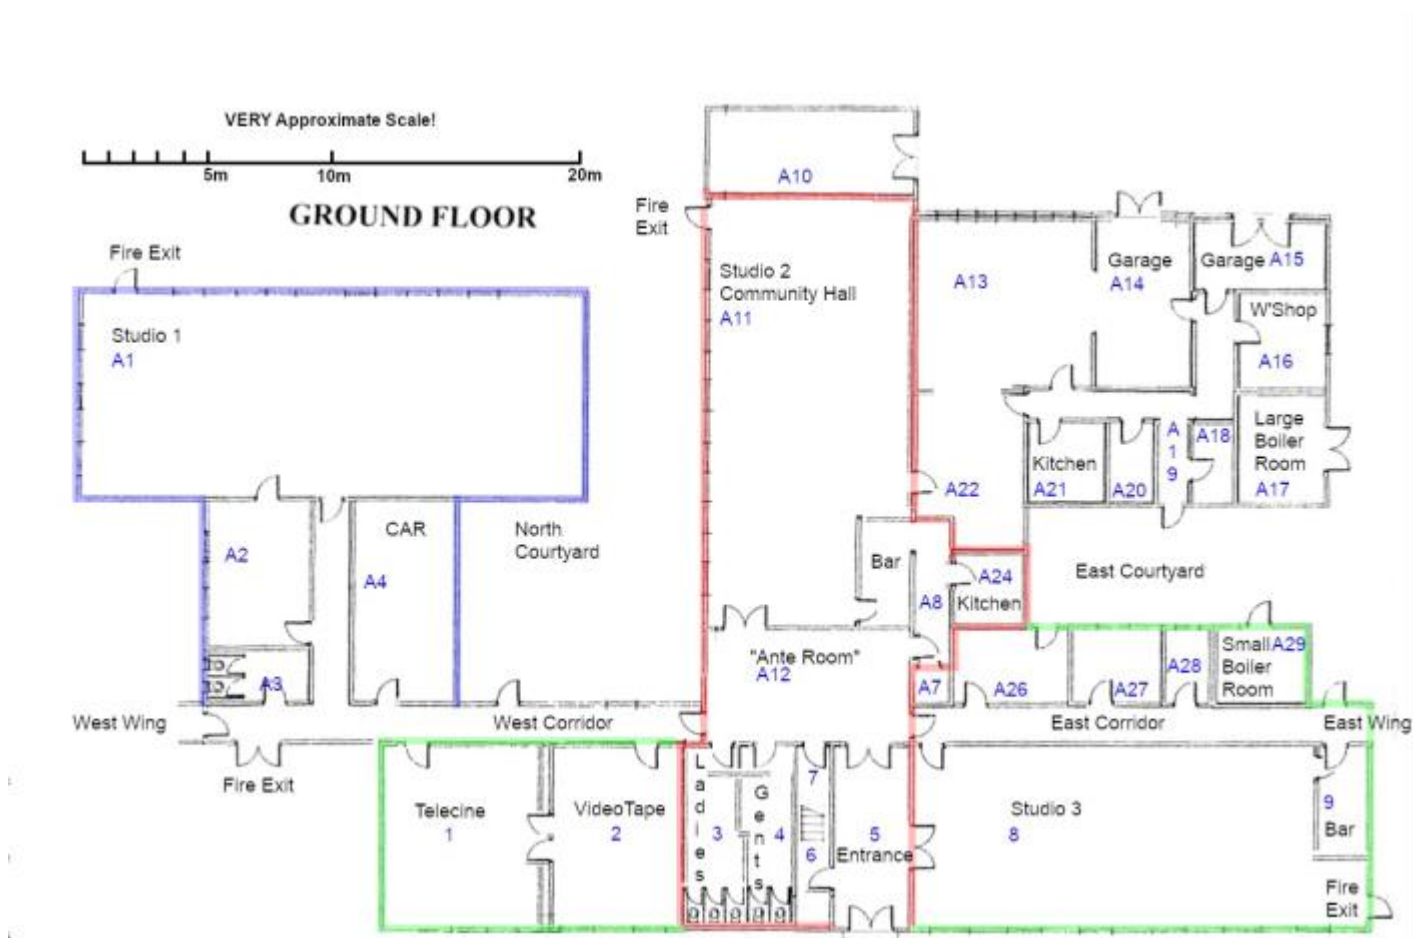 VERY Approximate Scale!
5m 10m 20m
GROUND FLOOR
Fire Exit
Studio 1
A1
A2
A3
CAR
A4
North
Courtyard
West Wing
West Corridor
Fire Exit
Telecine
1
VideoTape
2
Fire
Exit
A10
Studio 2
Community Hall
A11
Bar
"Ante Room"
A12
A8
A7
A24
Kitchen
A13
Garage
A14
Garage A15
W'Shop
A16
Large
Boiler
Room
A17
A18
A
1
9
A20
Kitchen
A21
A22
East Courtyard
A26
A27
A28
Small A29
Boiler
Room
East Corridor
East Wing
Ladies
3
Gents
4
7
6
5
Entrance
Studio 3
8
9
Bar
Fire
Exit